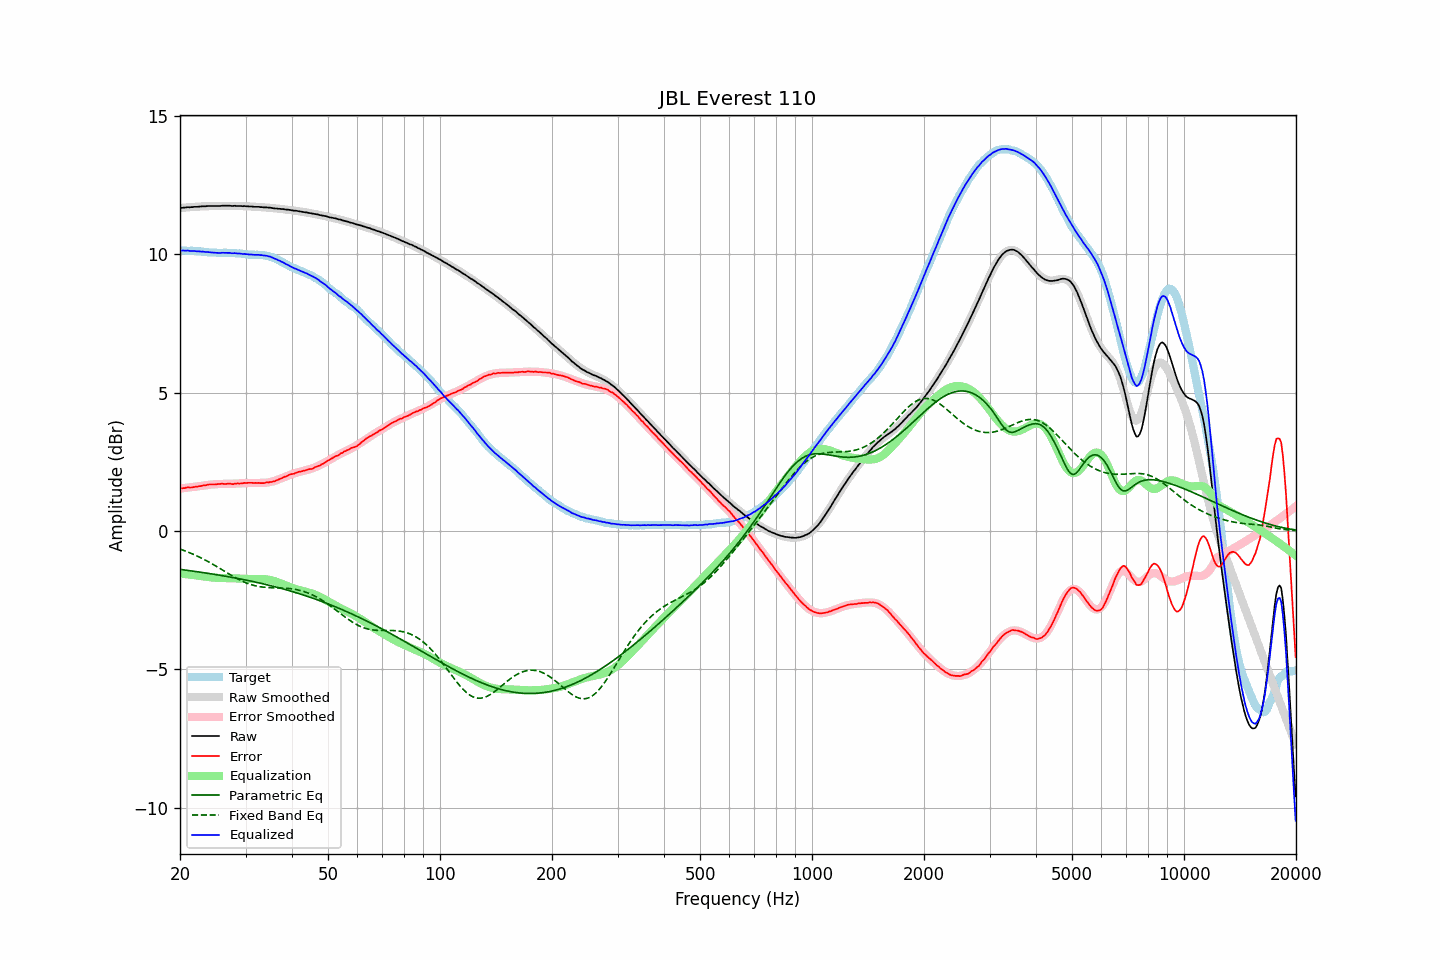 JBL Everest 110
15
10
5
0
−5
−10
Amplitude (dBr)
Target
Raw Smoothed
Error Smoothed
Raw
Error
Equalization
Parametric Eq
Fixed Band Eq
Equalized
20 50 100 200 500 1000 2000 5000 10000 20000
Frequency (Hz)